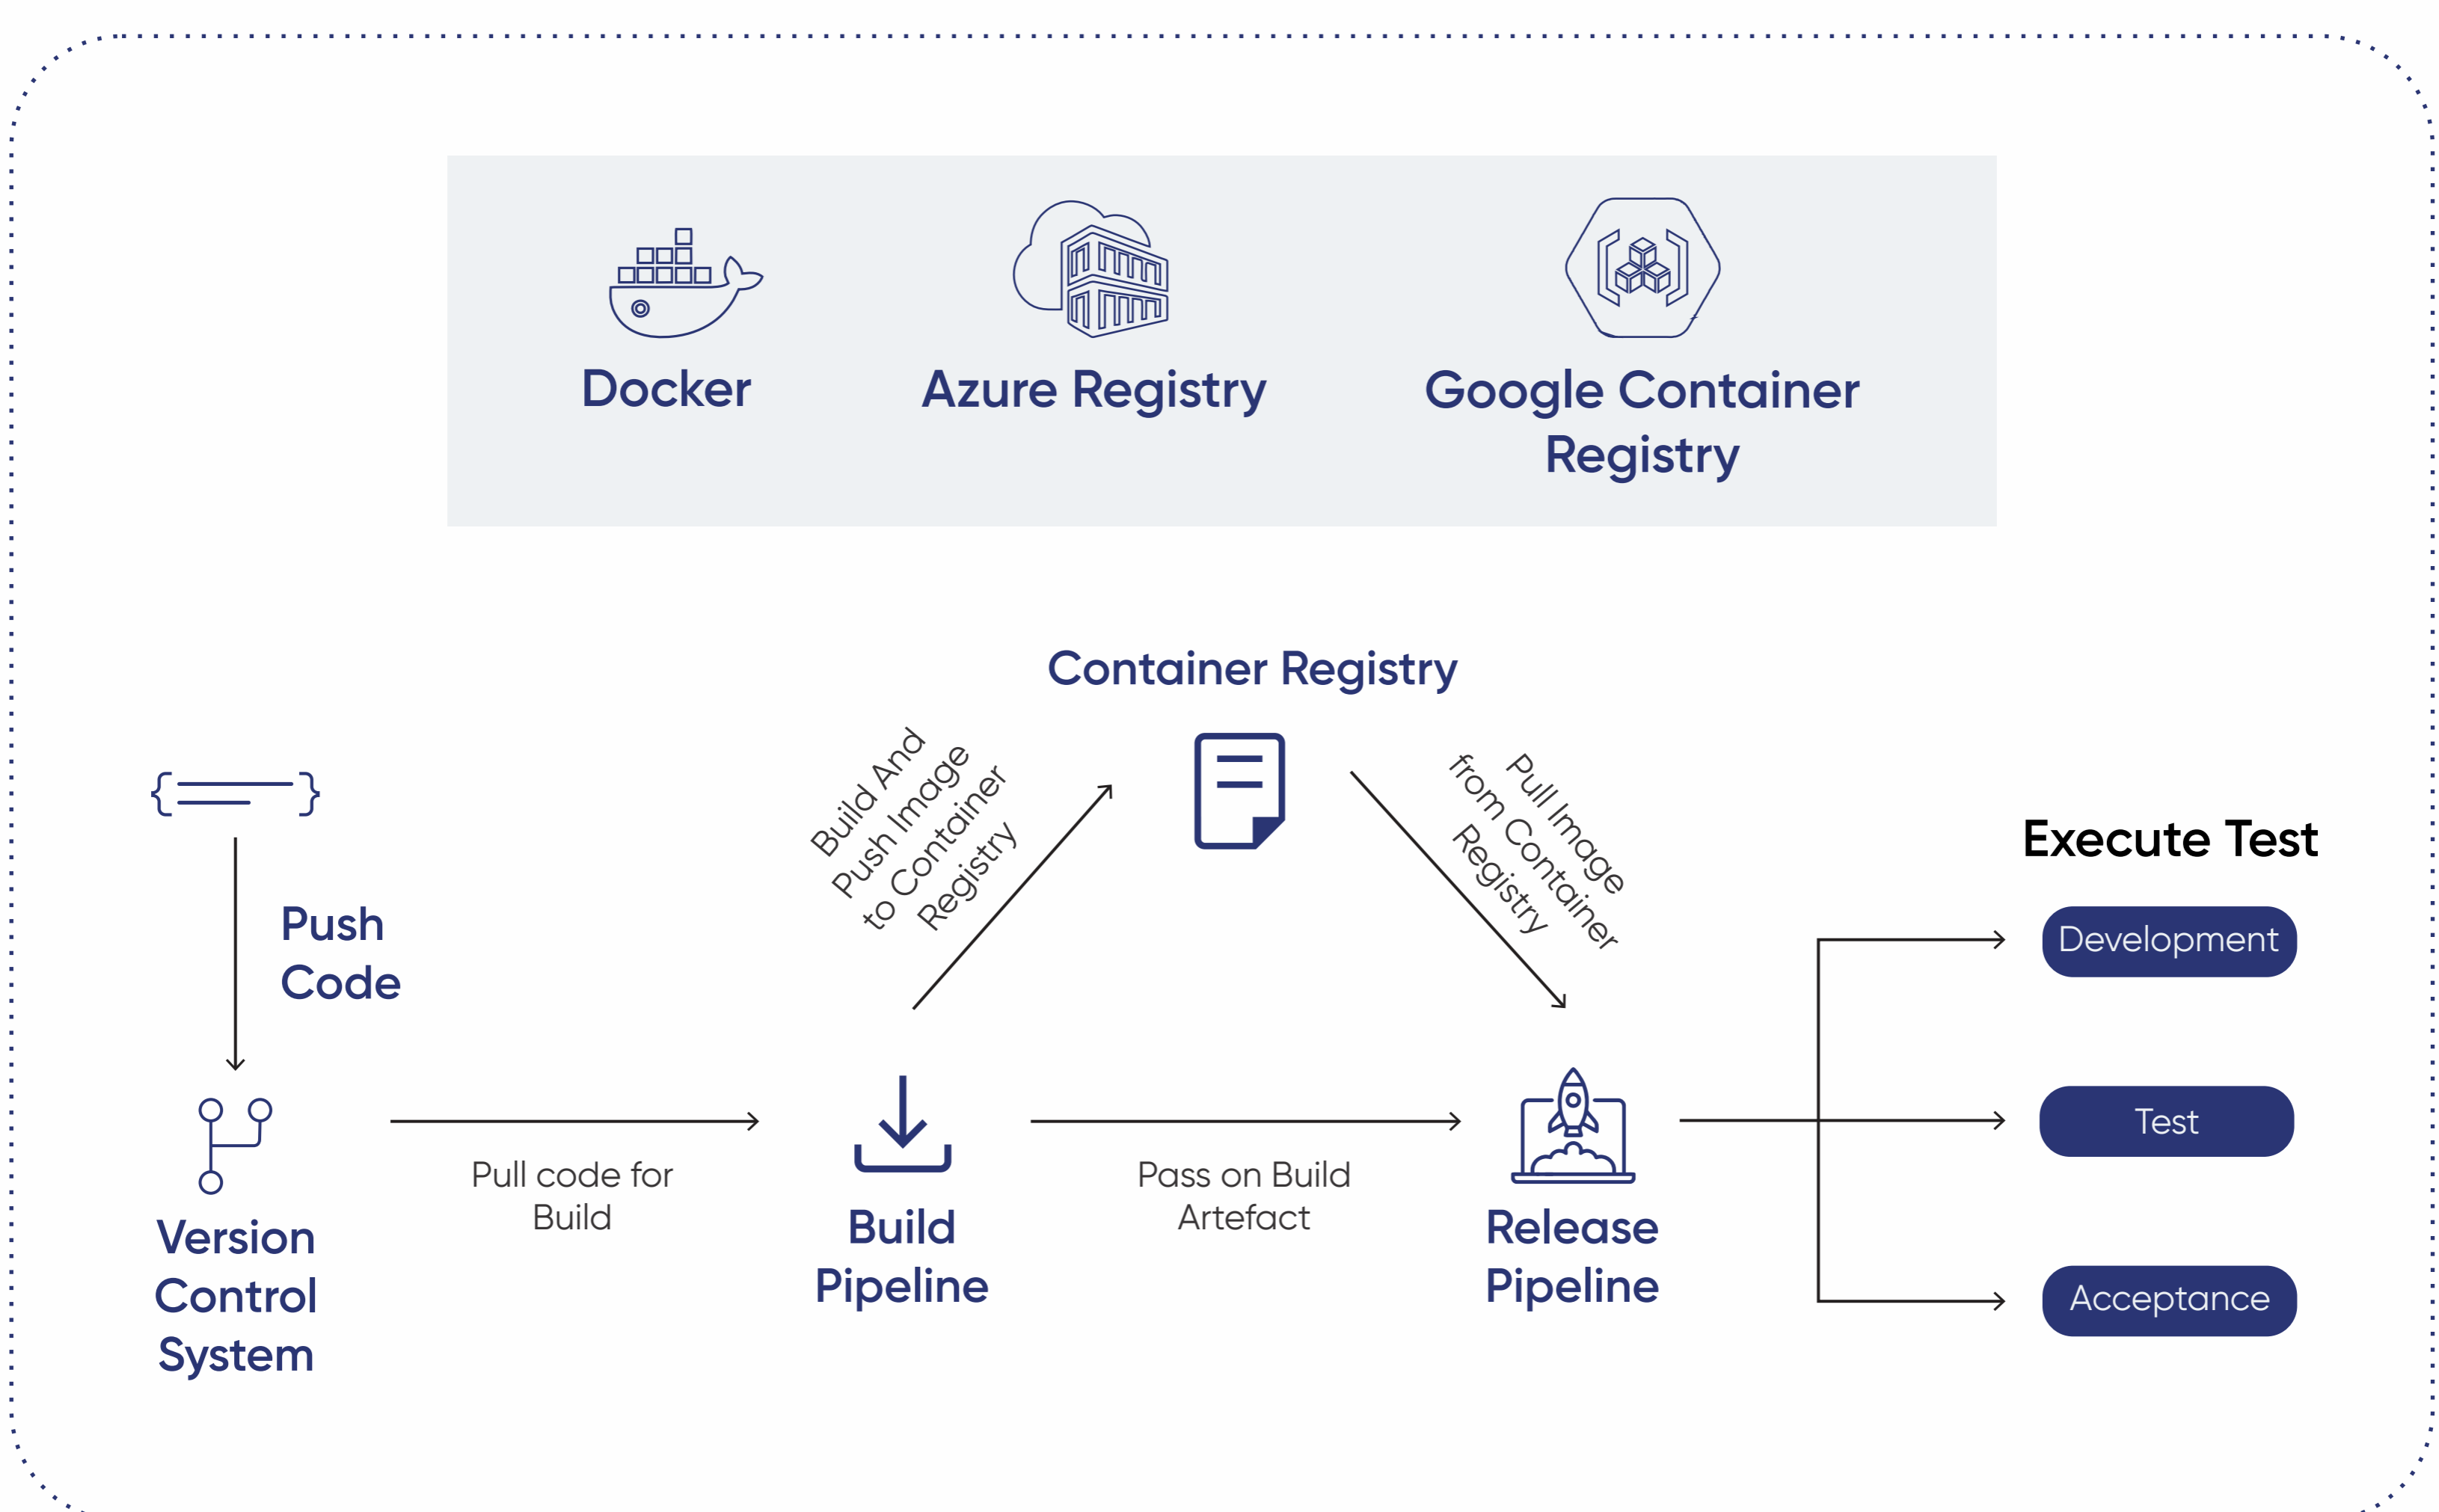 Docker
Azure Registry
Google Container
Registry
Container Registry
Build And
Push Image
to Container
Registry
Pull Image
from Container
Registry
Push
Code
Execute Test
Development
Test
Acceptance
Pull code for
Build
Pass on Build
Artefact
Version
Control
System
Build
Pipeline
Release
Pipeline